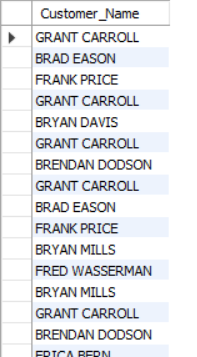 Customer_Name
GRANT CARROLL
BRAD EASON
FRANK PRICE
GRANT CARROLL
BRYAN DAVIS
GRANT CARROLL
BRENDAN DODSON
GRANT CARROLL
BRAD EASON
FRANK PRICE
BRYAN MILLS
FRED WASSERMAN
BRYAN MILLS
GRANT CARROLL
BRENDAN DODSON
ERICA BERN